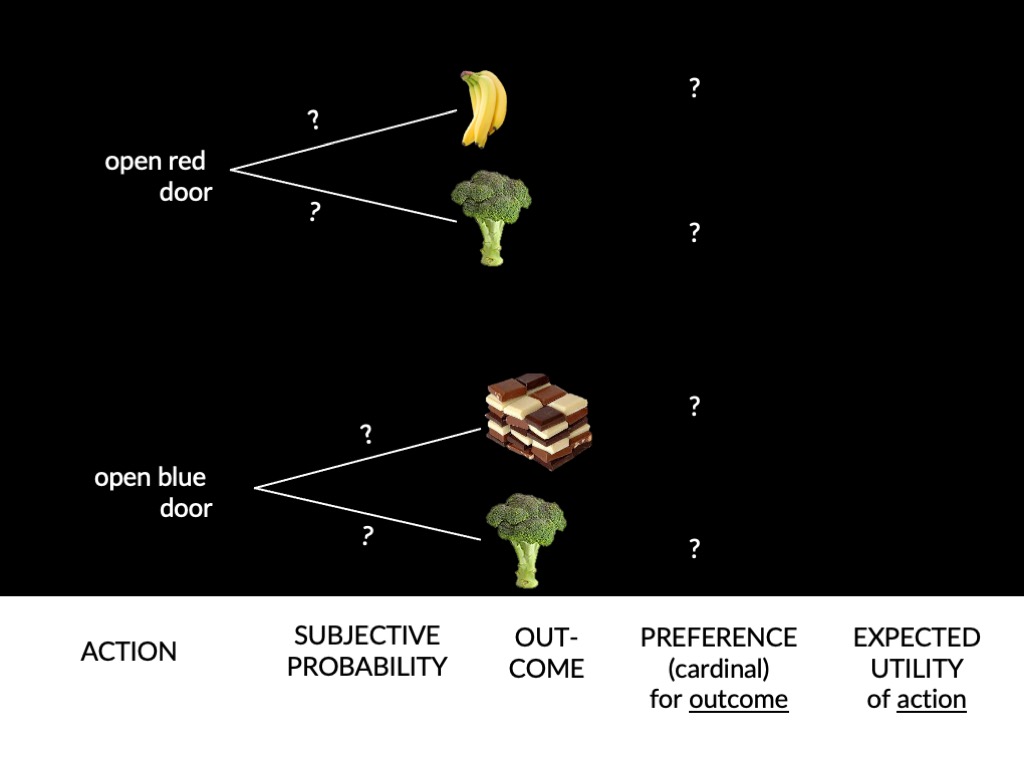 ?
?
open red
door
?
?
?
?
open blue
door
?
?
ACTION
SUBJECTIVE
PROBABILITY
OUT-
COME
PREFERENCE
(cardinal)
for outcome
EXPECTED
UTILITY
of action